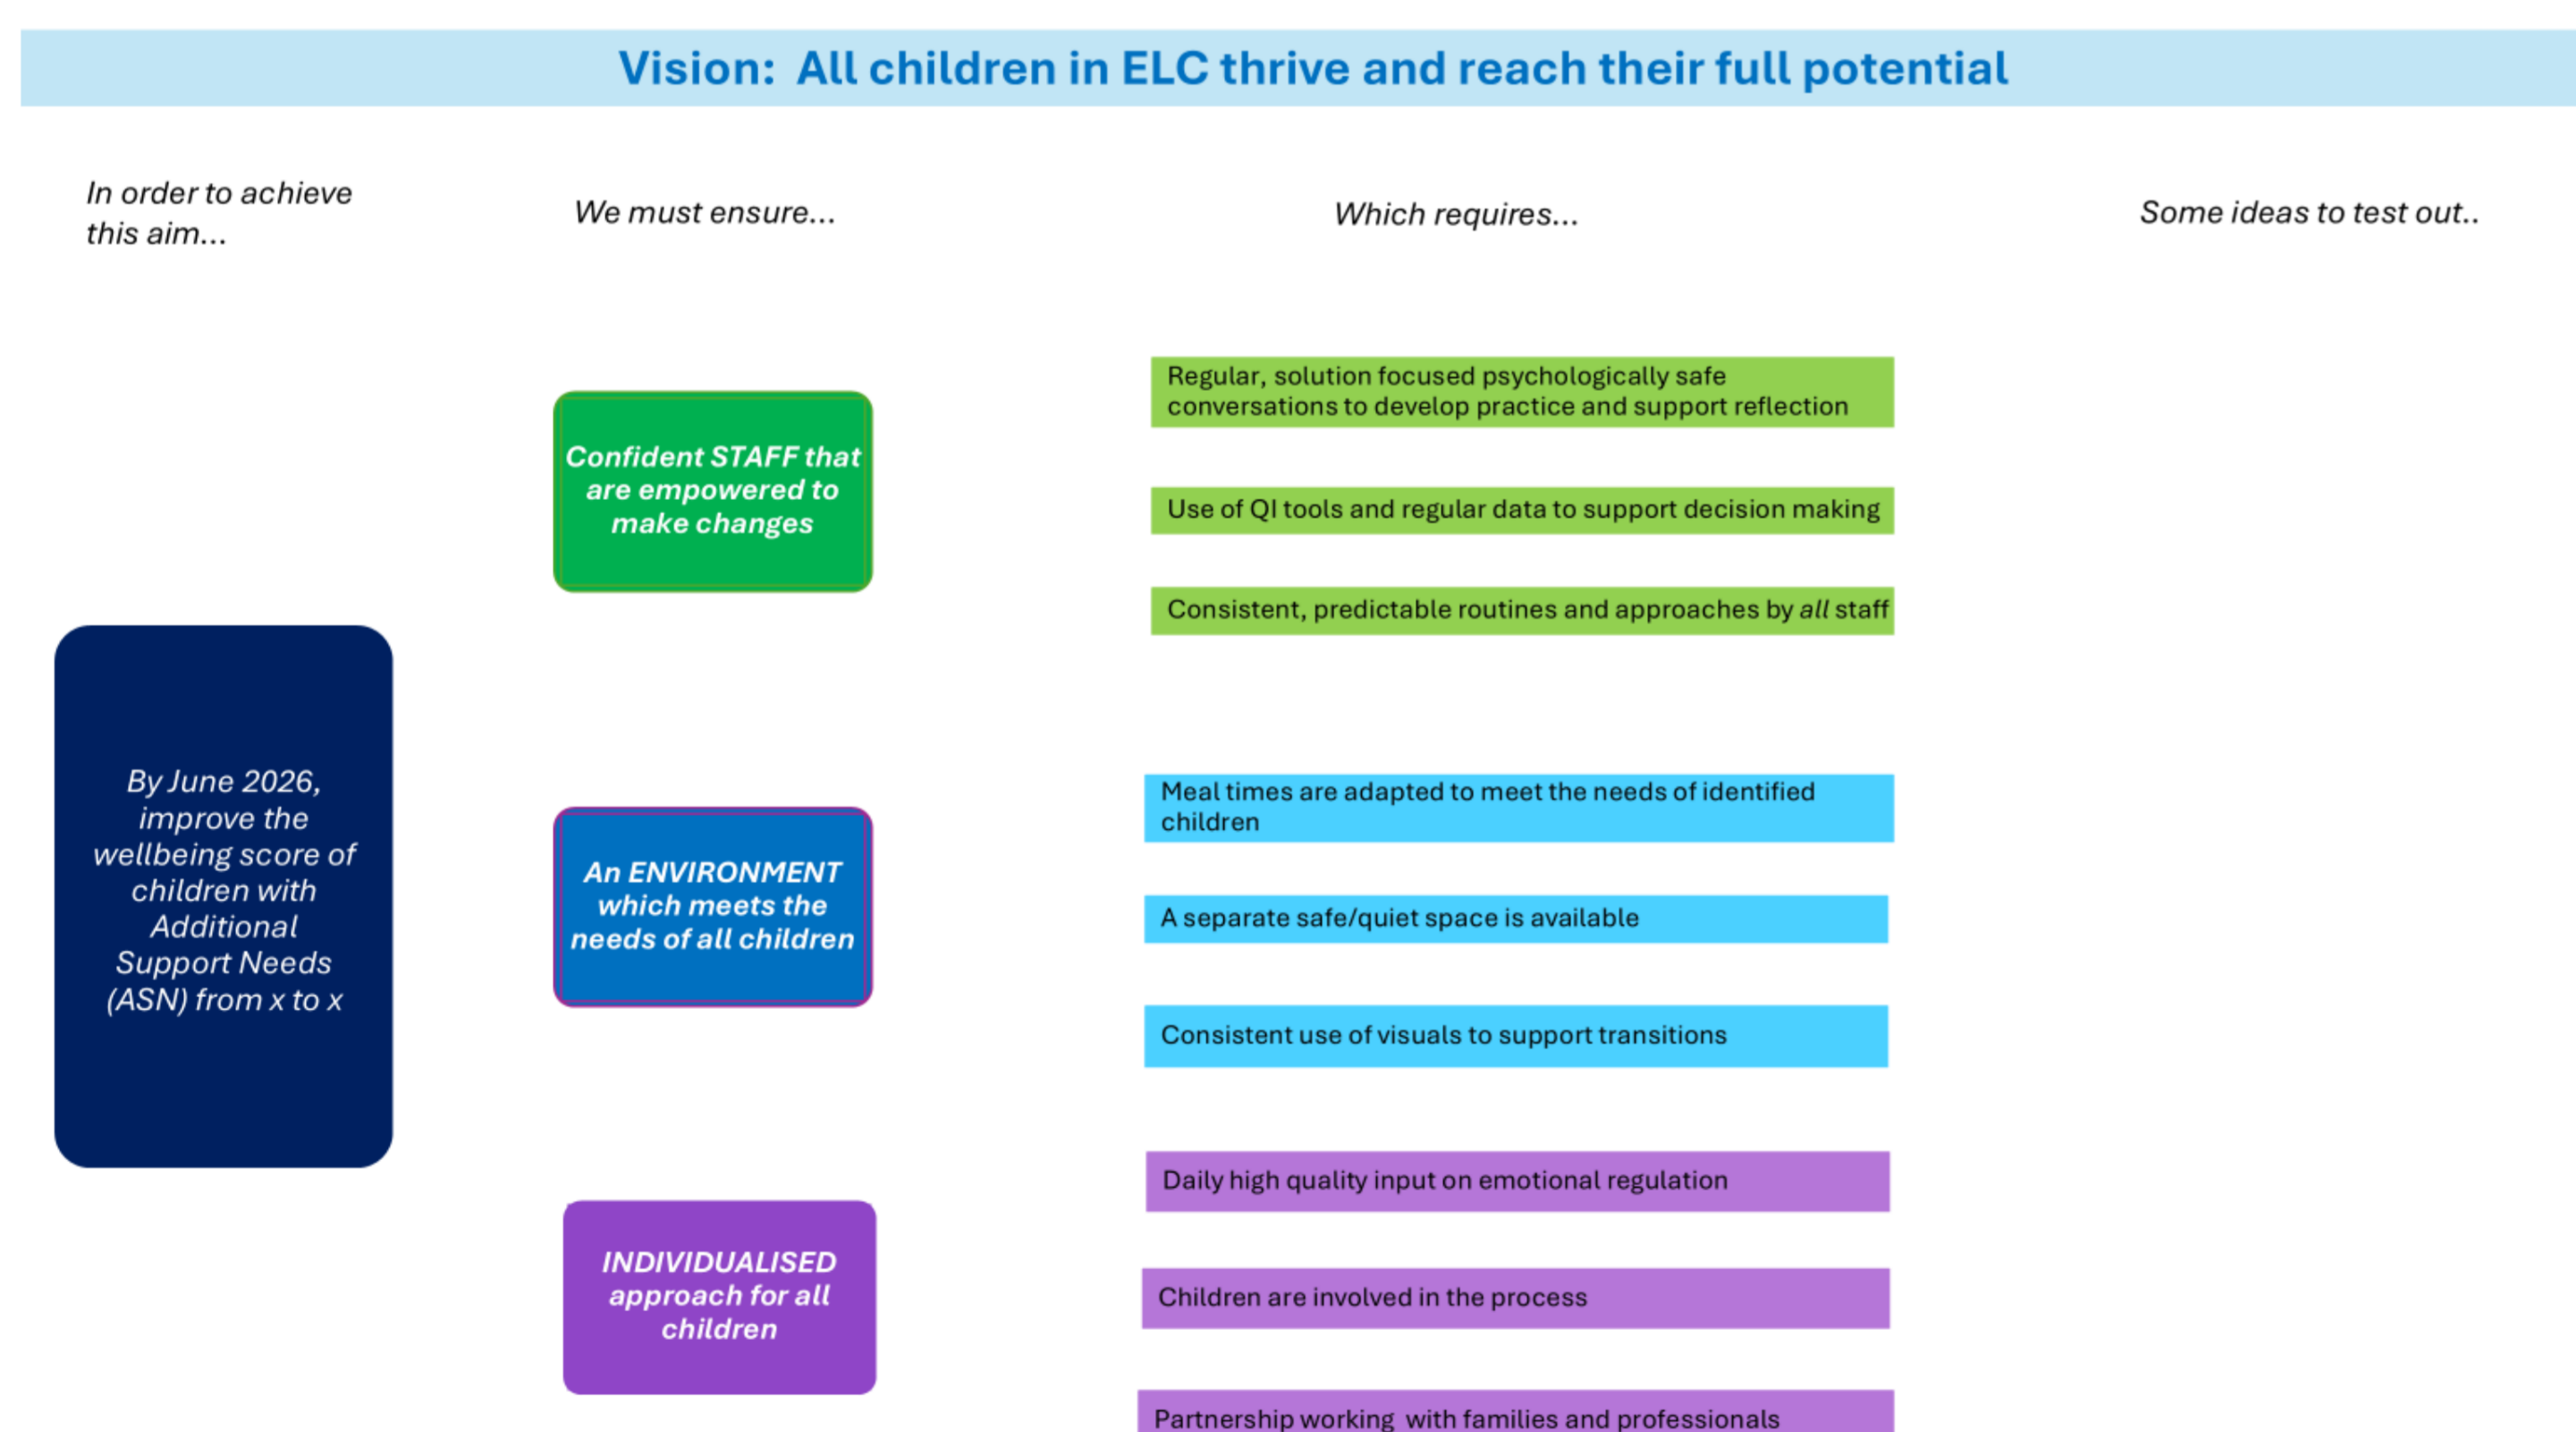 Vision:  All children in ELC thrive and reach their full potential
In order to achieve
this aim...
We must ensure...
Which requires...
Some ideas to test out..
By June 2026,
improve the
wellbeing score of
children with
Additional
Support Needs
(ASN) from x to x
Confident STAFF that
are empowered to
make changes
Regular, solution focused psychologically safe
conversations to develop practice and support reflection
Use of QI tools and regular data to support decision making
Consistent, predictable routines and approaches by all staff
An ENVIRONMENT
which meets the
needs of all children
Meal times are adapted to meet the needs of identified
children
A separate safe/quiet space is available
Consistent use of visuals to support transitions
INDIVIDUALISED
approach for all
children
Daily high quality input on emotional regulation
Children are involved in the process
Partnership working  with families and professionals